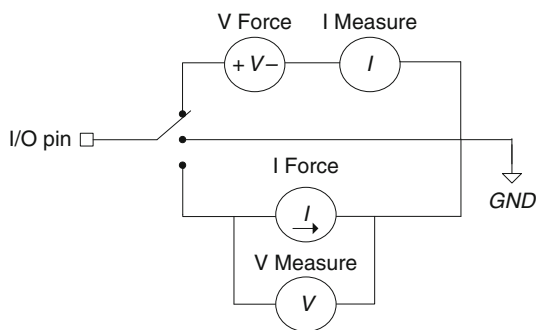 V Force I Measure
+ V – I
I/O pin
I Force
GND
I
V Measure
V